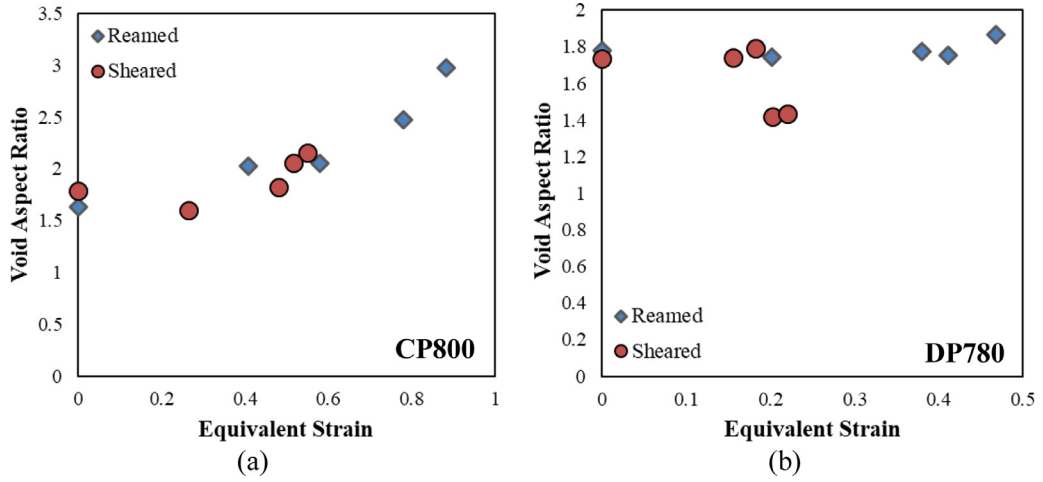 3.5
3
2.5
2
1.5
1
0.5
0
0
0.2
0.4
0.6
0.8
1
Void Aspect Ratio
Equivalent Strain
Reamed
Sheared
CP800
(a)
2
1.8
1.6
1.4
1.2
1
0.8
0.6
0.4
0.2
0
0
0.1
0.2
0.3
0.4
0.5
Void Aspect Ratio
Equivalent Strain
Reamed
Sheared
DP780
(b)